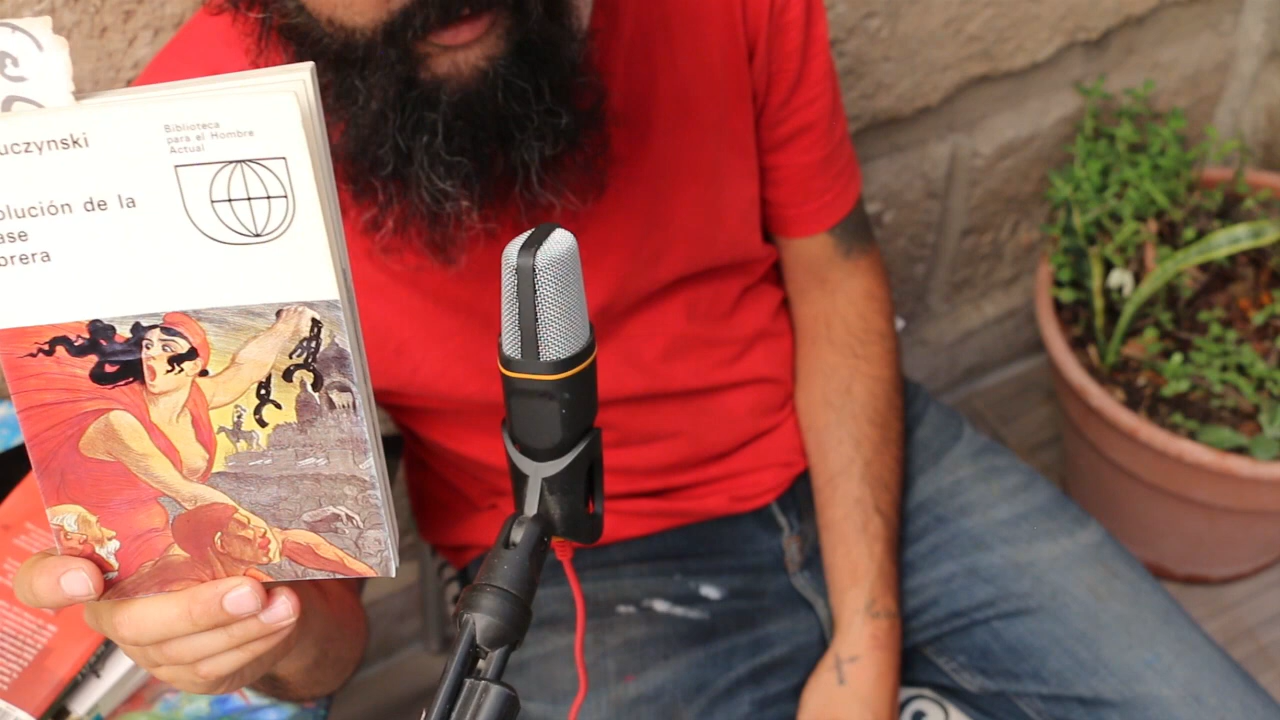 uczynski
Biblioteca
para el Hombre
Actual
olución de la
ase
brera